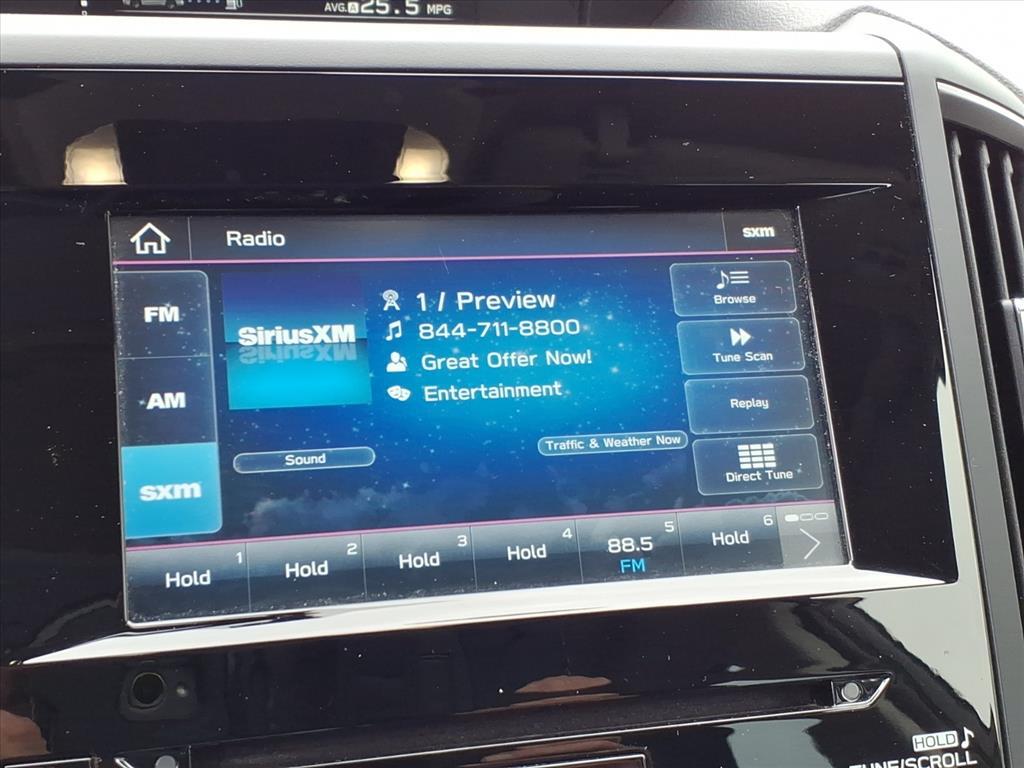 AVG.A 25.5 MPG
Radio
sxm
FM
AM
sxm
SiriusXM
1 / Preview
844-711-8800
Great Offer Now!
Entertainment
Sound
Traffic & Weather Now
Browse
Tune Scan
Replay
Direct Tune
Hold 1
Hold 2
Hold 3
Hold 4
88.5 5
FM
Hold 6
HOLD
TUNE/SCROLL